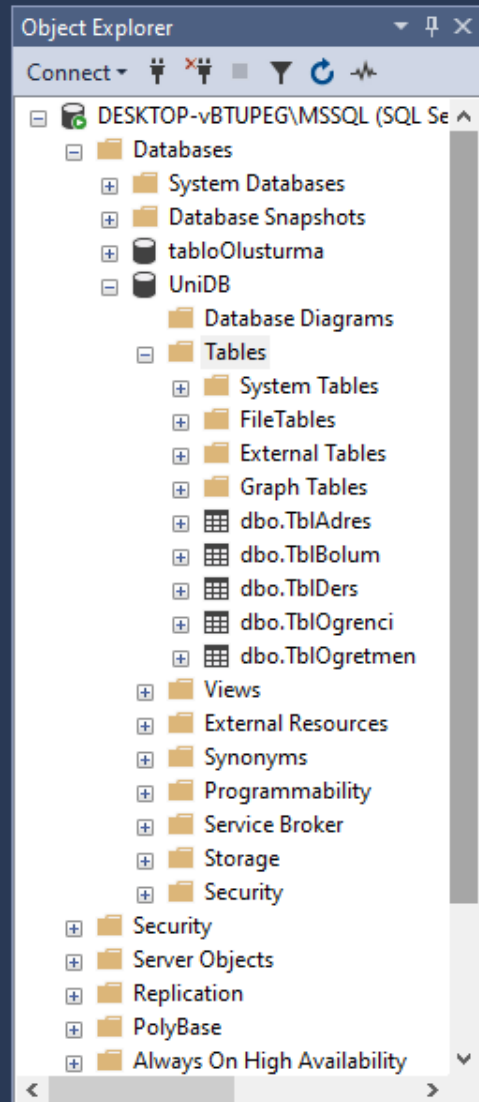 Object Explorer
Connect
DESKTOP-vBTUPEG\MSSQL (SQL Se
Databases
System Databases
Database Snapshots
tabloOlusturma
UniDB
Database Diagrams
Tables
System Tables
FileTables
External Tables
Graph Tables
dbo.TblAdres
dbo.TblBolum
dbo.TblDers
dbo.TblOgrenci
dbo.TblOgretmen
Views
External Resources
Synonyms
Programmability
Service Broker
Storage
Security
Security
Server Objects
Replication
PolyBase
Always On High Availability